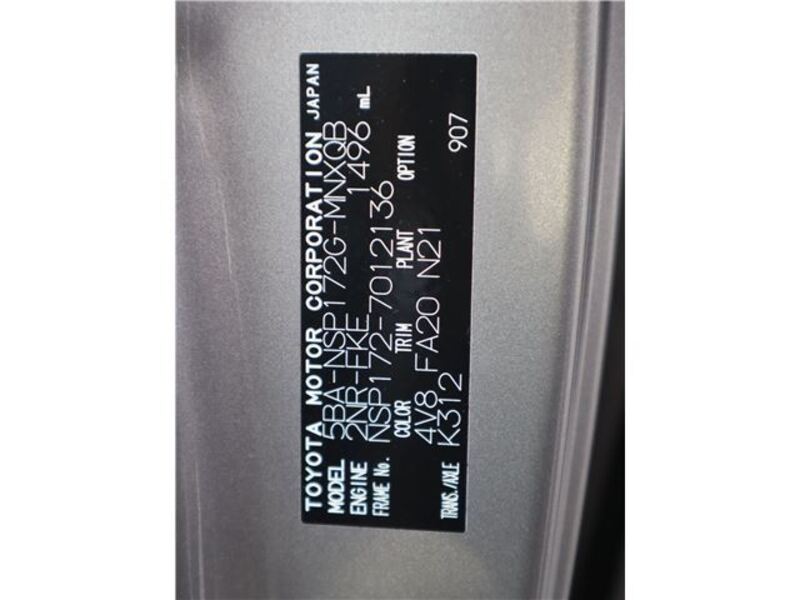 TOYOTA MOTOR CORPORATION JAPAN
MODEL 5BA-NSP172G-MNXQB
ENGINE 2NR-EKE 1496 mL
FRAME No. NSP172-7012136
COLOR TRIM PLANT OPTION
4V8 FA20 N21
TRANS./AXLE K312 907